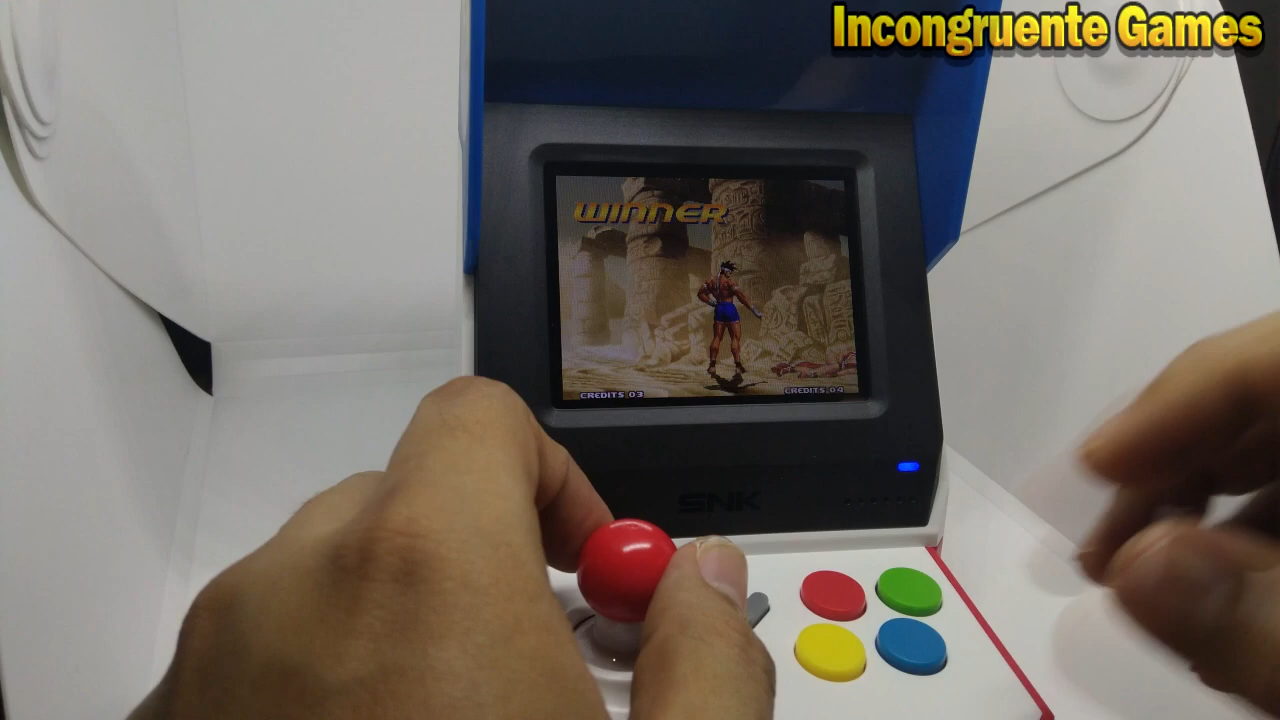 Incongruente Games
WINNER
CREDITS 03
CREDITS 04
SNK